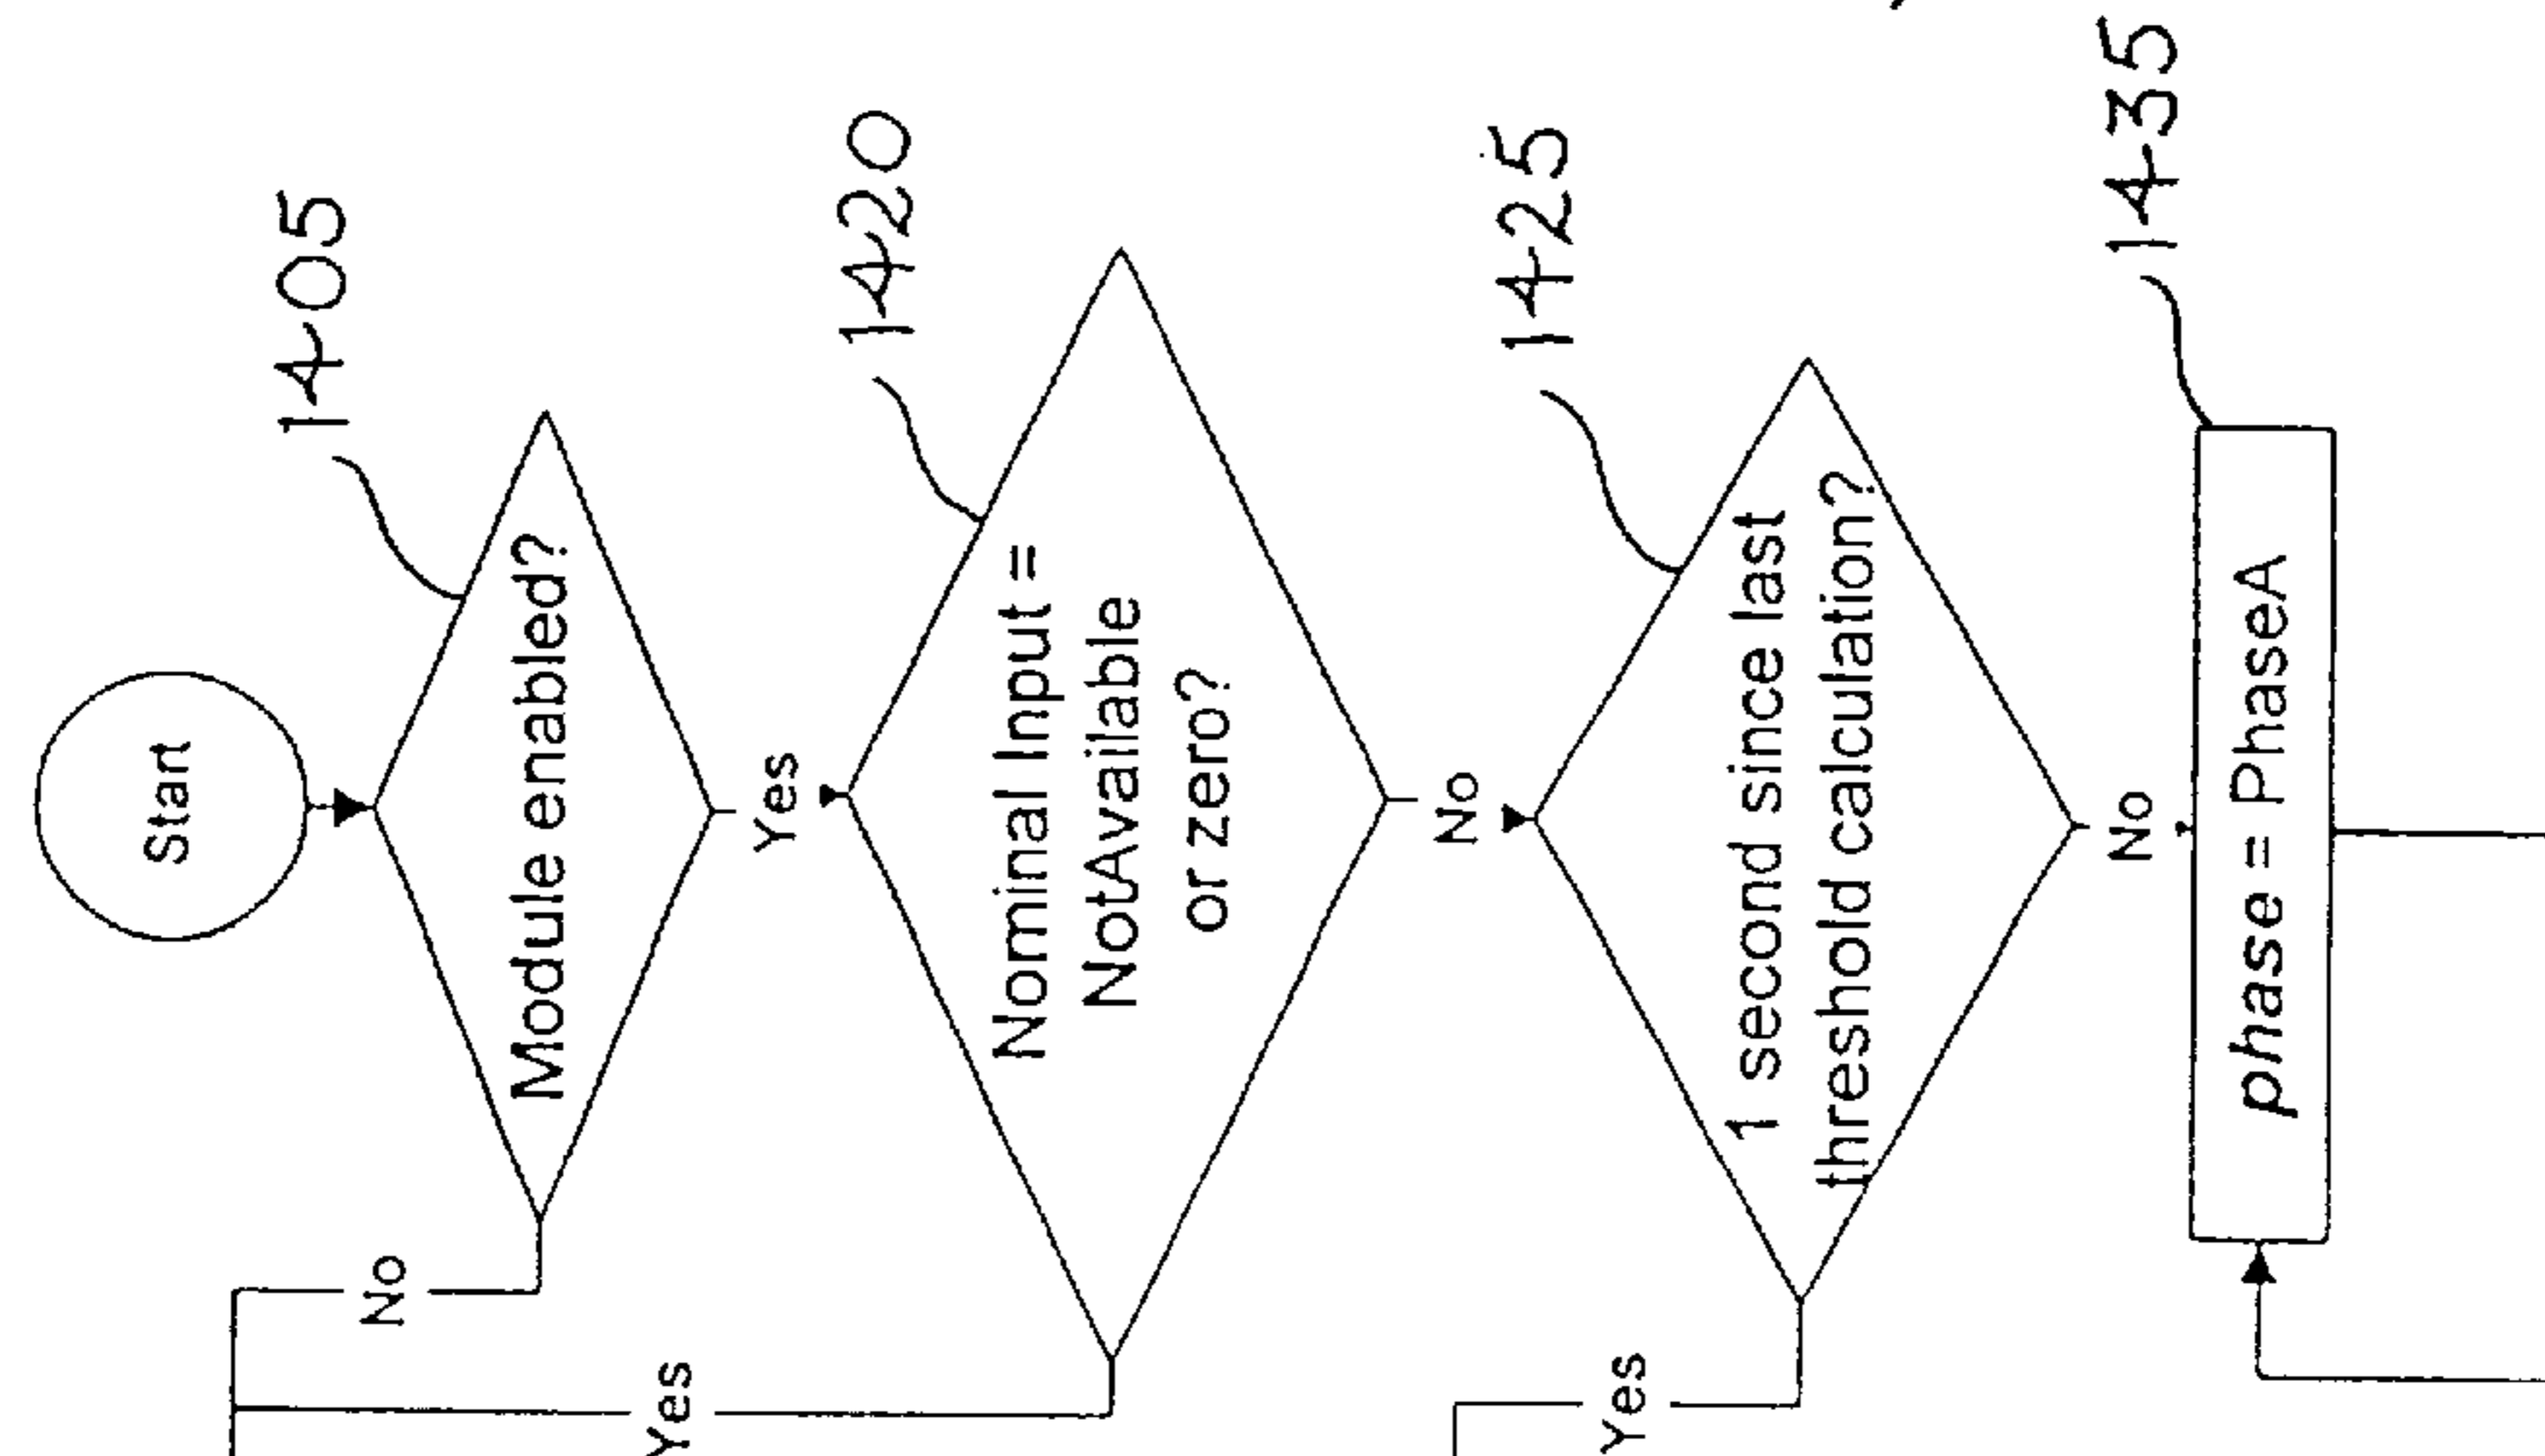 Start
1405
Module enabled?
No
Yes
1420
Nominal Input =
NotAvailable
or zero?
Yes
No
1425
1 second since last
threshold calculation?
Yes
No
1435
phase = PhaseA